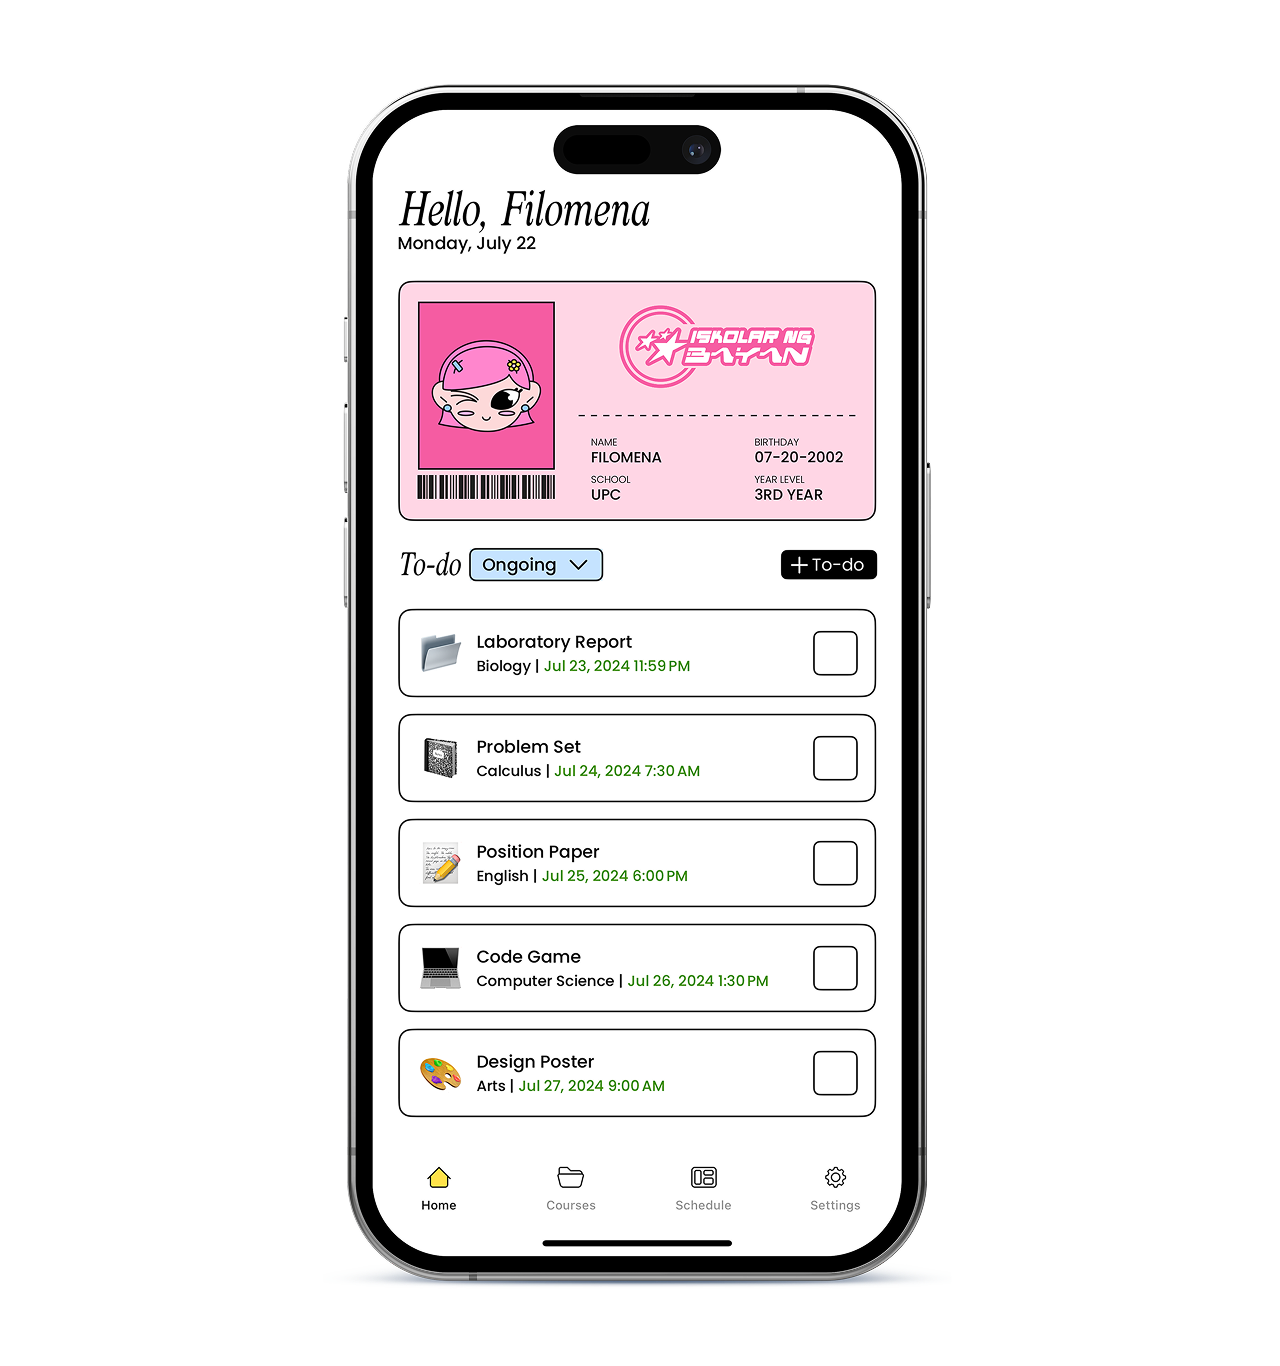 Hello, Filomena
Monday, July 22
ISKOLAR NG
BAYAN
NAME
FILOMENA
BIRTHDAY
07-20-2002
SCHOOL
UPC
YEAR LEVEL
3RD YEAR
To-do
Ongoing
To-do
Laboratory Report
Biology | Jul 23, 2024 11:59 PM
Problem Set
Calculus | Jul 24, 2024 7:30 AM
Position Paper
English | Jul 25, 2024 6:00 PM
Code Game
Computer Science | Jul 26, 2024 1:30 PM
Design Poster
Arts | Jul 27, 2024 9:00 AM
Home
Courses
Schedule
Settings